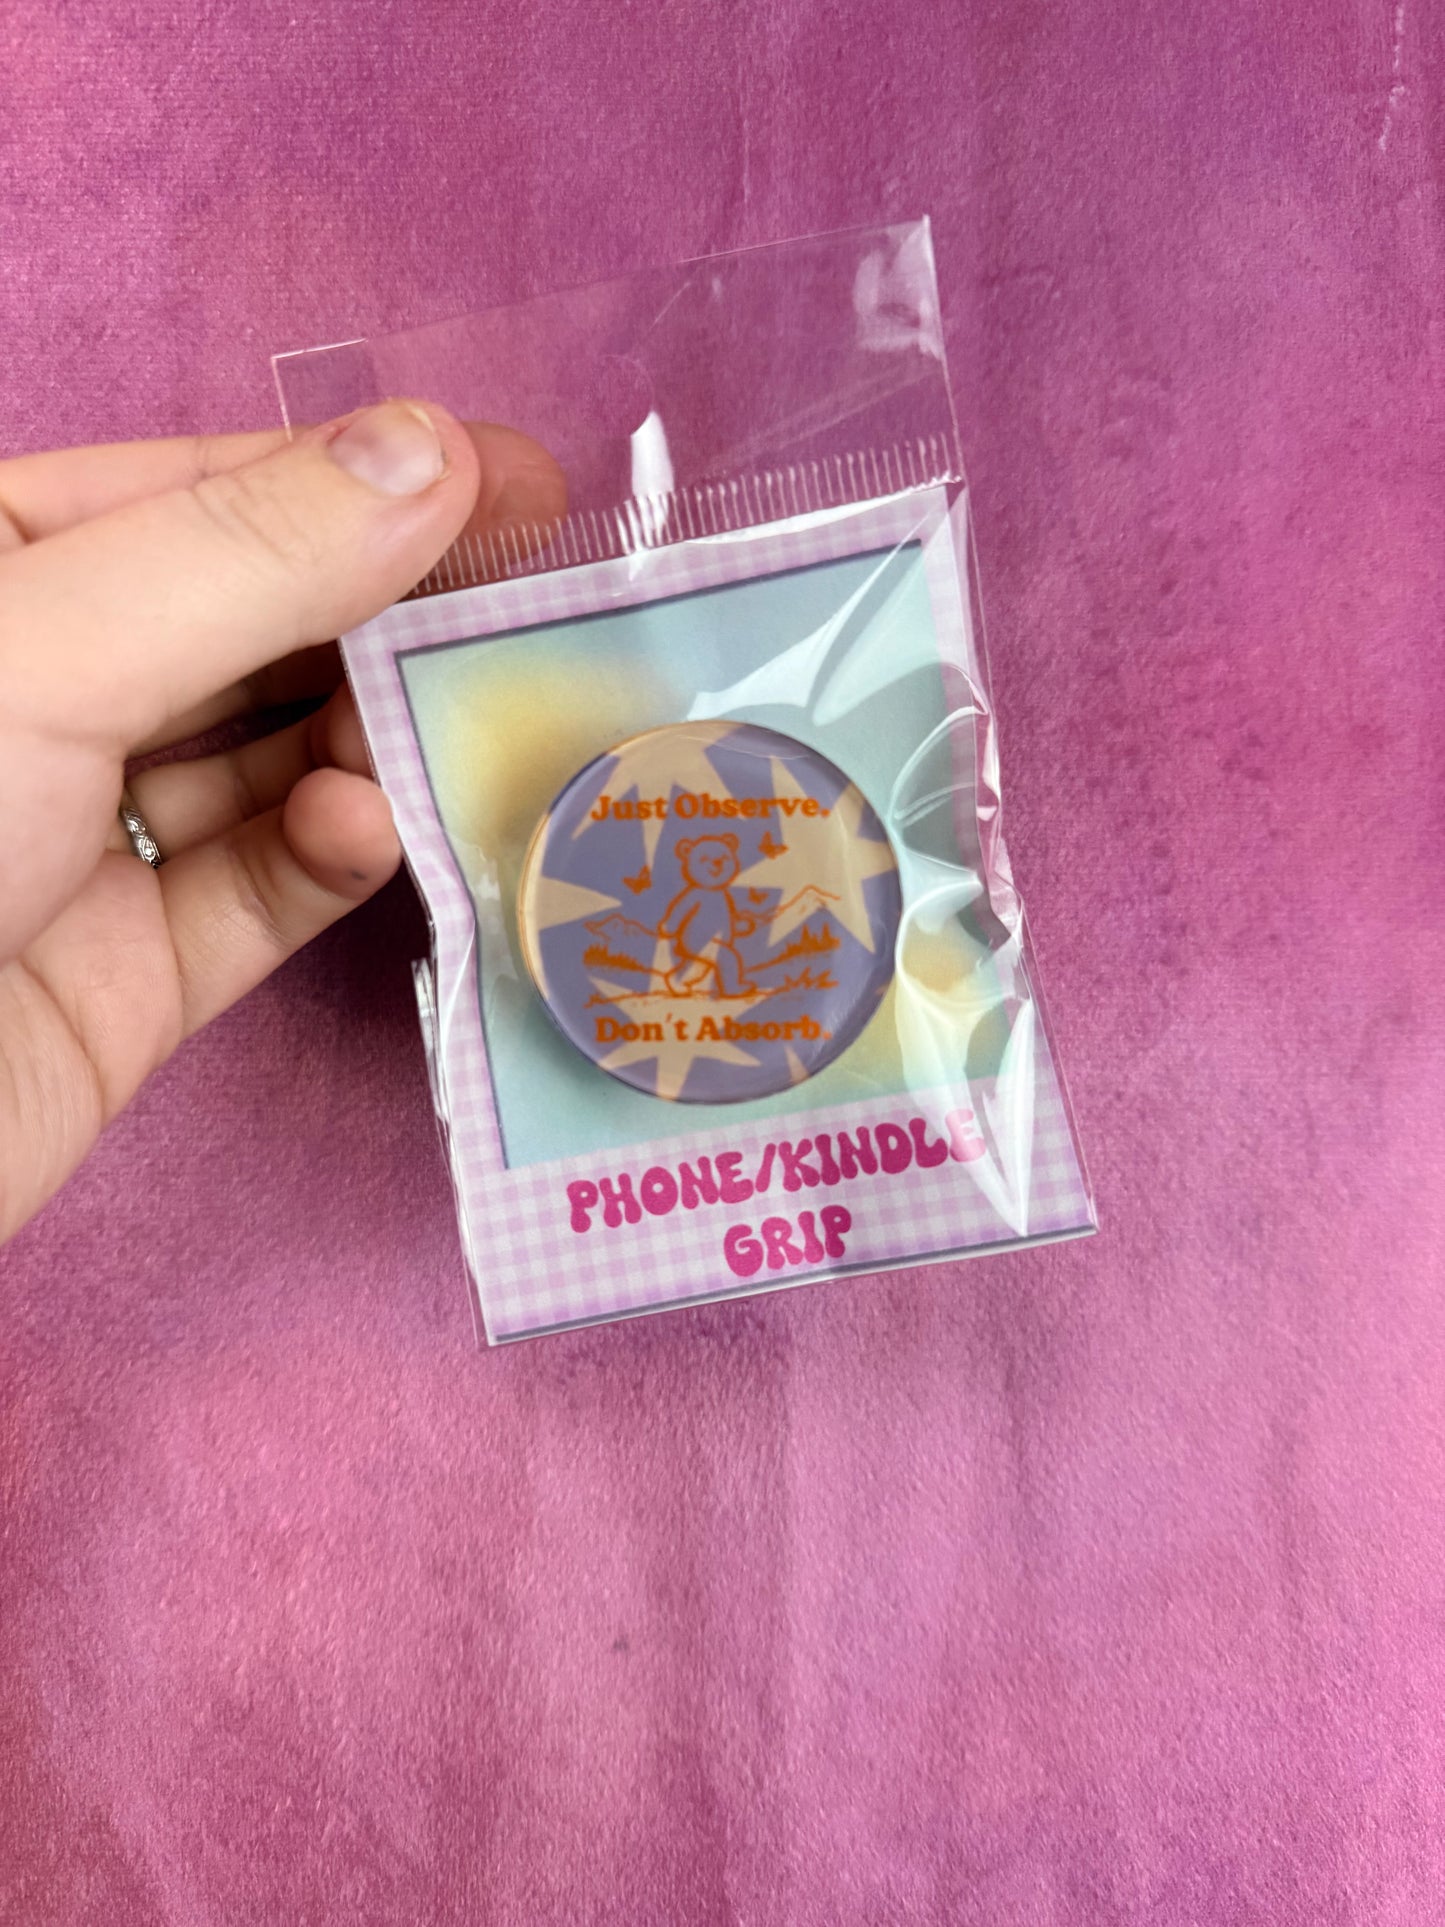 Just Observe.
Don't Absorb.
PHONE/KINDLE
GRIP